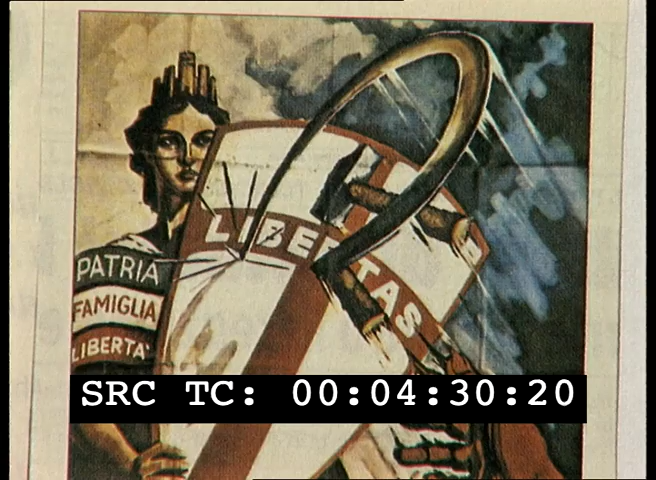 LIBERTAS
PATRIA
FAMIGLIA
LIBERTA'
SRC TC: 00:04:30:20